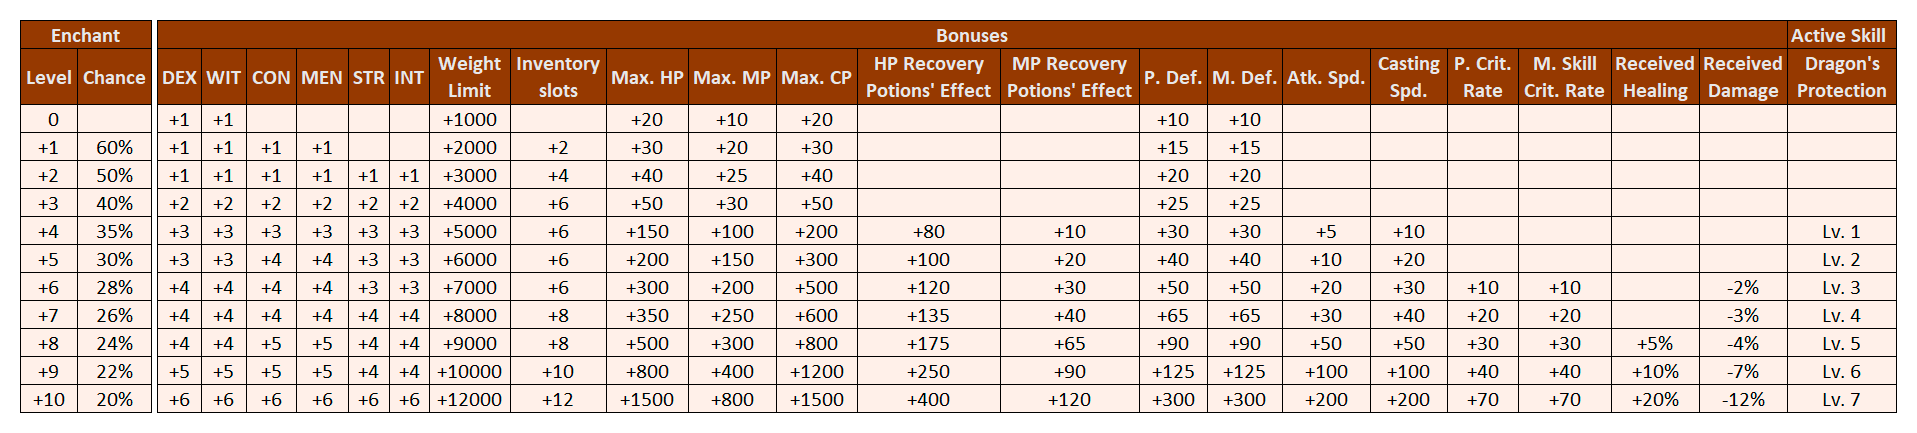 Enchant Bonuses Active Skill
Level Chance DEX WIT CON MEN STR INT Weight Limit Inventory slots Max. HP Max. MP Max. CP HP Recovery Potions' Effect MP Recovery Potions' Effect P. Def. M. Def. Atk. Spd. Casting Spd. P. Crit. Rate M. Skill Crit. Rate Received Healing Received Damage Dragon's Protection
0 +1 +1 +1000 +20 +10 +20 +10 +10
+1 60% +1 +1 +1 +1 +2000 +2 +30 +20 +30 +15 +15
+2 50% +1 +1 +1 +1 +1 +1 +3000 +4 +40 +25 +40 +20 +20
+3 40% +2 +2 +2 +2 +2 +2 +4000 +6 +50 +30 +50 +25 +25
+4 35% +3 +3 +3 +3 +3 +3 +5000 +6 +150 +100 +200 +80 +10 +30 +30 +5 +10 Lv. 1
+5 30% +3 +3 +4 +4 +3 +3 +6000 +6 +200 +150 +300 +100 +20 +40 +40 +10 +20 Lv. 2
+6 28% +4 +4 +4 +4 +3 +3 +7000 +6 +300 +200 +500 +120 +30 +50 +50 +20 +30 +10 +10 -2% Lv. 3
+7 26% +4 +4 +4 +4 +4 +4 +8000 +8 +350 +250 +600 +135 +40 +65 +65 +30 +40 +20 +20 -3% Lv. 4
+8 24% +4 +4 +5 +5 +4 +4 +9000 +8 +500 +300 +800 +175 +65 +90 +90 +50 +50 +30 +30 +5% -4% Lv. 5
+9 22% +5 +5 +5 +5 +4 +4 +10000 +10 +800 +400 +1200 +250 +90 +125 +125 +100 +100 +40 +40 +10% -7% Lv. 6
+10 20% +6 +6 +6 +6 +6 +6 +12000 +12 +1500 +800 +1500 +400 +120 +300 +300 +200 +200 +70 +70 +20% -12% Lv. 7